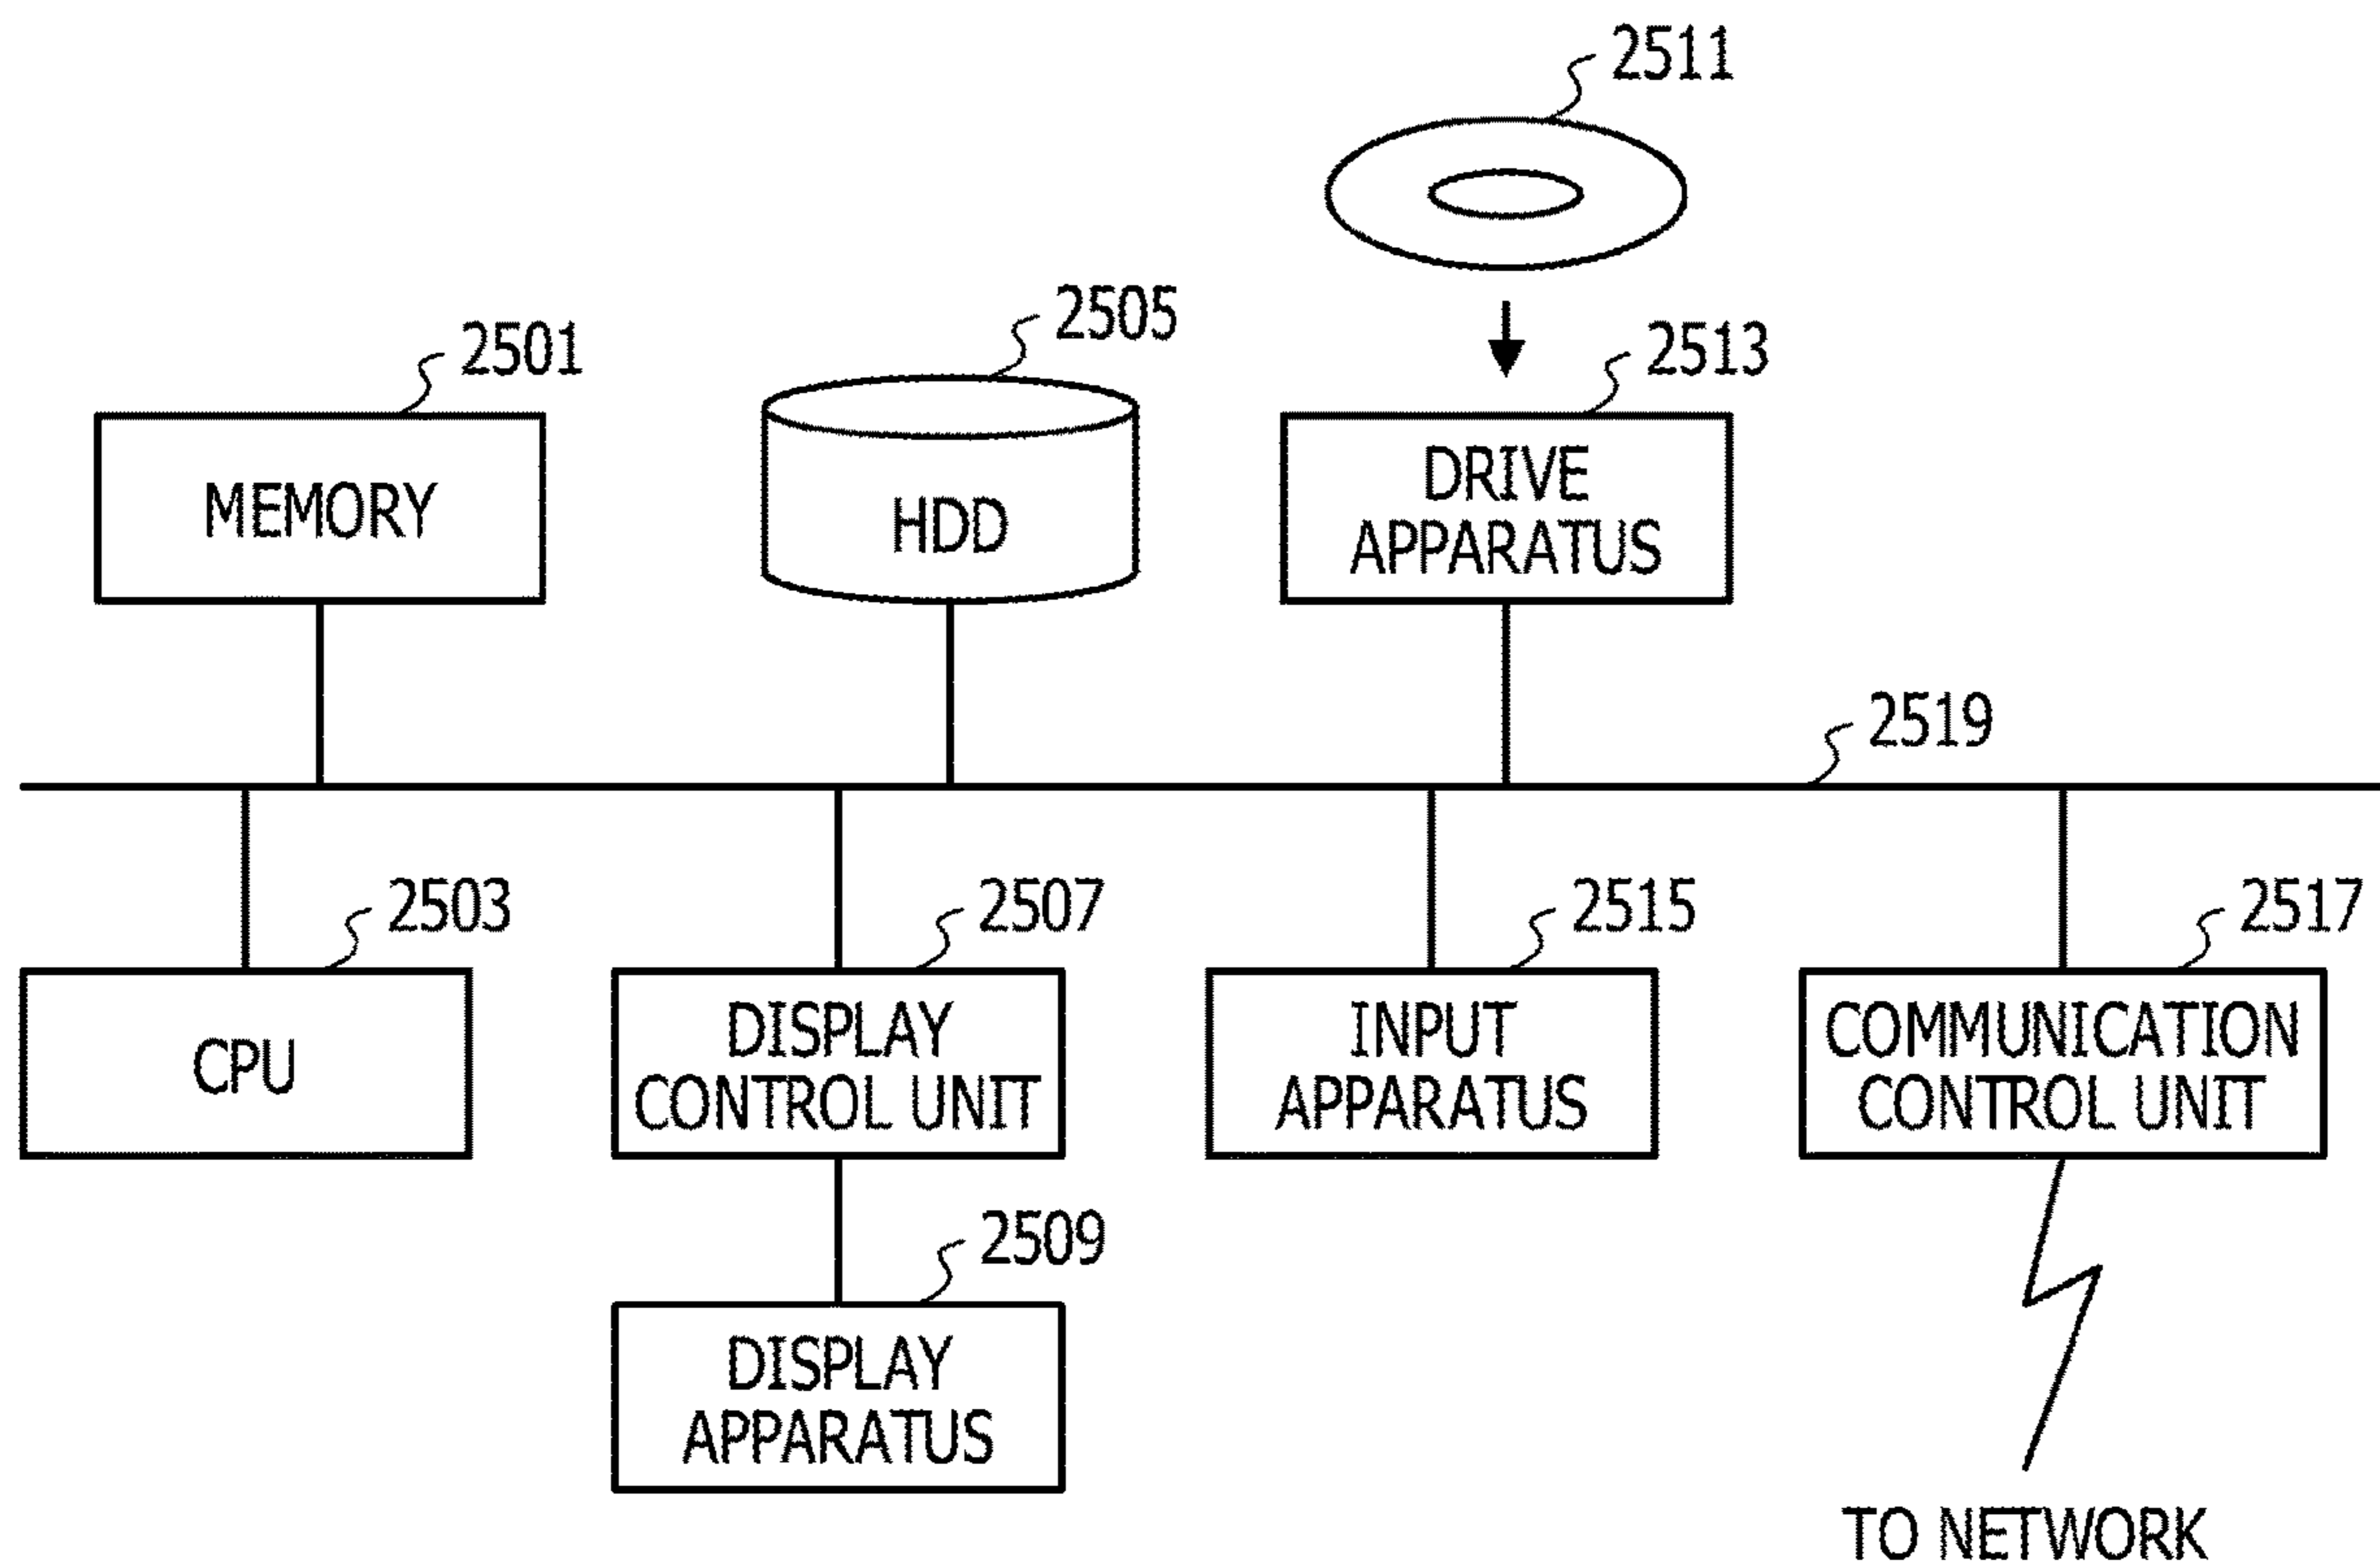 2511
2505
2501
2513
MEMORY
HDD
DRIVE
APPARATUS
2519
2503
2507
2515
2517
CPU
DISPLAY
CONTROL UNIT
INPUT
APPARATUS
COMMUNICATION
CONTROL UNIT
2509
DISPLAY
APPARATUS
TO NETWORK